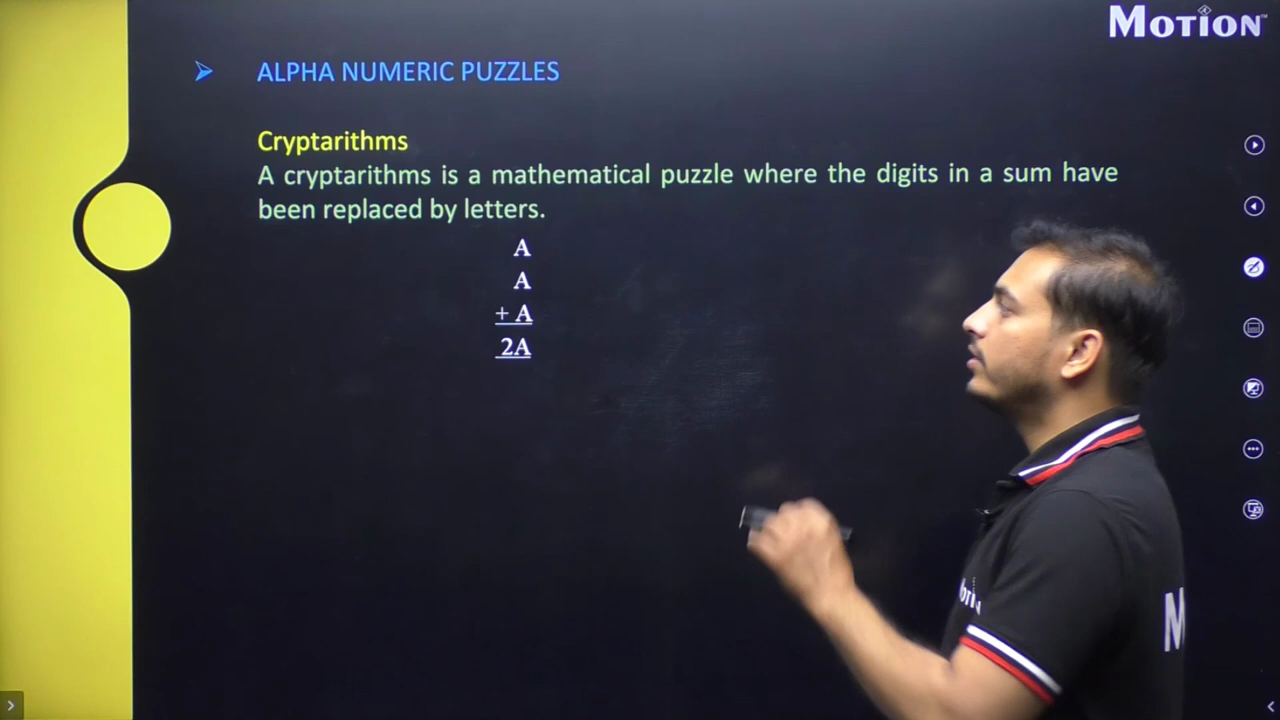 MOTION
➢ ALPHA NUMERIC PUZZLES
Cryptarithms
A cryptarithms is a mathematical puzzle where the digits in a sum have
been replaced by letters.
A
A
+ A
2A
M